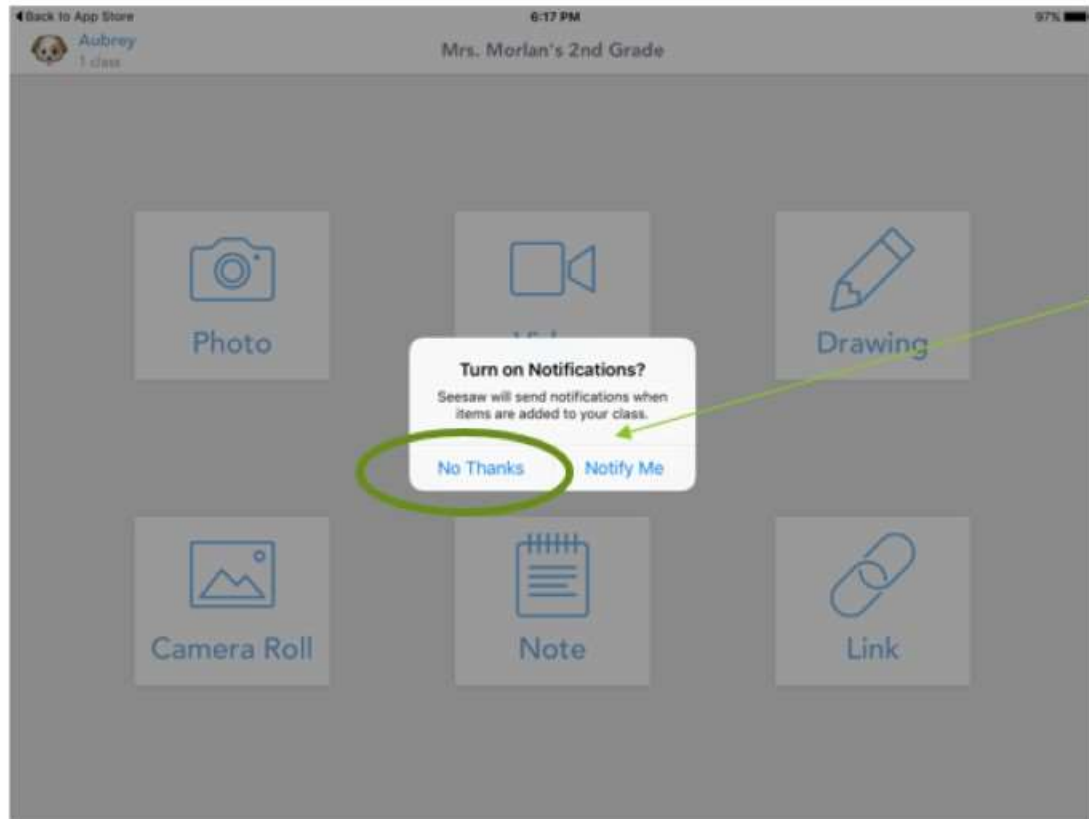 Back to App Store
6:17 PM
97%
Aubrey
1 class
Mrs. Morlan's 2nd Grade
Photo
Drawing
Turn on Notifications?
Seesaw will send notifications when
items are added to your class.
No Thanks
Notify Me
Camera Roll
Note
Link